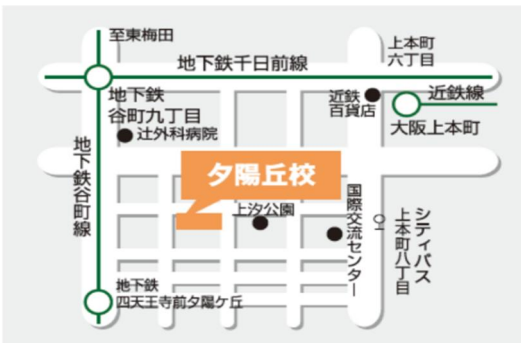 至東梅田
地下鉄千日前線
上本町
六丁目
地下鉄
谷町九丁目
近鉄
百貨店
近鉄線
大阪上本町
辻外科病院
地下鉄谷町線
夕陽丘校
上汐公園
国際交流センター
シティバス
上本町八丁目
地下鉄
四天王寺前夕陽ケ丘